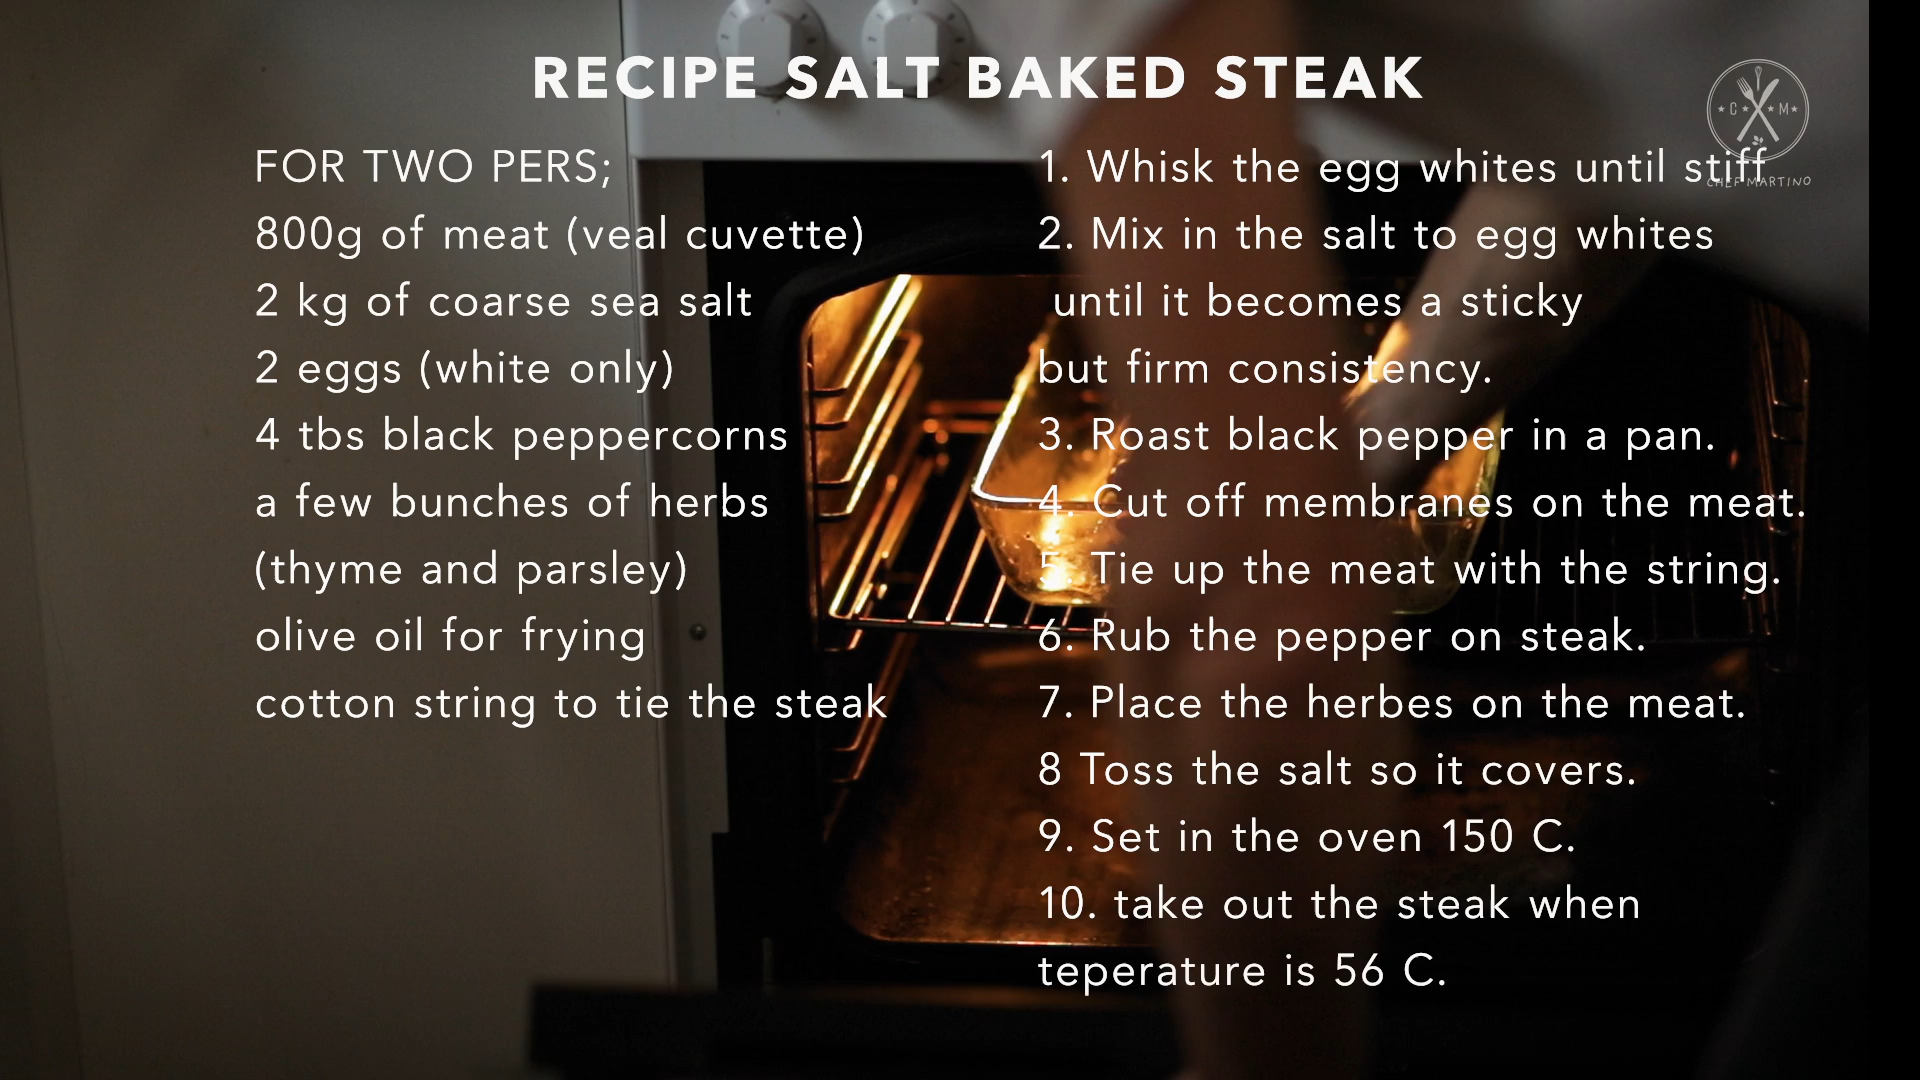 RECIPE SALT BAKED STEAK
C M
CHEF MARTINO
FOR TWO PERS;
800g of meat (veal cuvette)
2 kg of coarse sea salt
2 eggs (white only)
4 tbs black peppercorns
a few bunches of herbs
(thyme and parsley)
olive oil for frying
cotton string to tie the steak
1. Whisk the egg whites until stiff
2. Mix in the salt to egg whites
until it becomes a sticky
but firm consistency.
3. Roast black pepper in a pan.
4. Cut off membranes on the meat.
5. Tie up the meat with the string.
6. Rub the pepper on steak.
7. Place the herbes on the meat.
8 Toss the salt so it covers.
9. Set in the oven 150 C.
10. take out the steak when
teperature is 56 C.